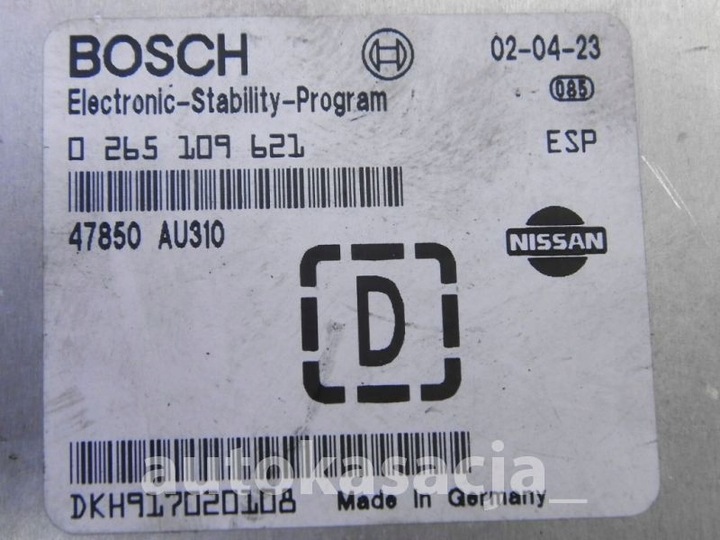 BOSCH 02-04-23
Electronic-Stability-Program 085
0 265 109 621 ESP
47850 AU310
NISSAN
D
autokasacja_
DKH917020108 Made In Germany